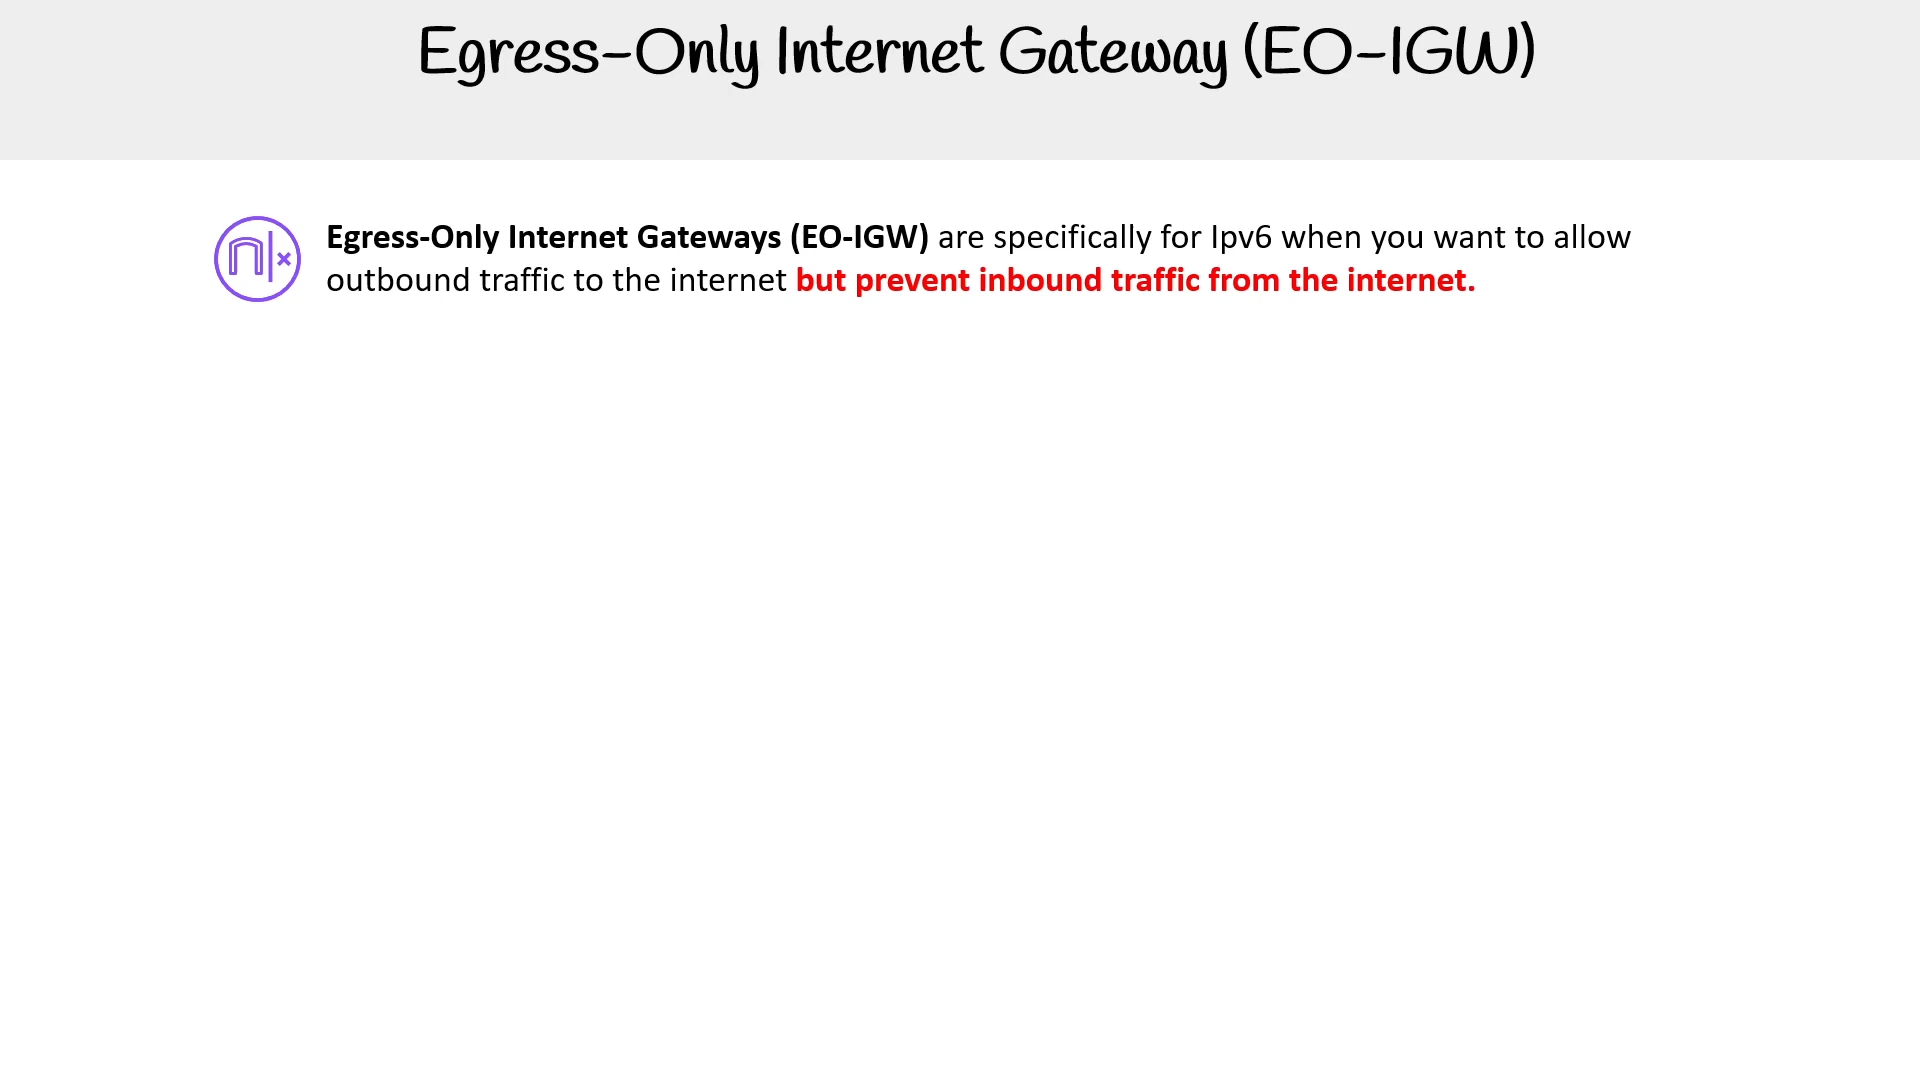 Egress-Only Internet Gateway (EO-IGW)
Egress-Only Internet Gateways (EO-IGW) are specifically for Ipv6 when you want to allow
outbound traffic to the internet but prevent inbound traffic from the internet.